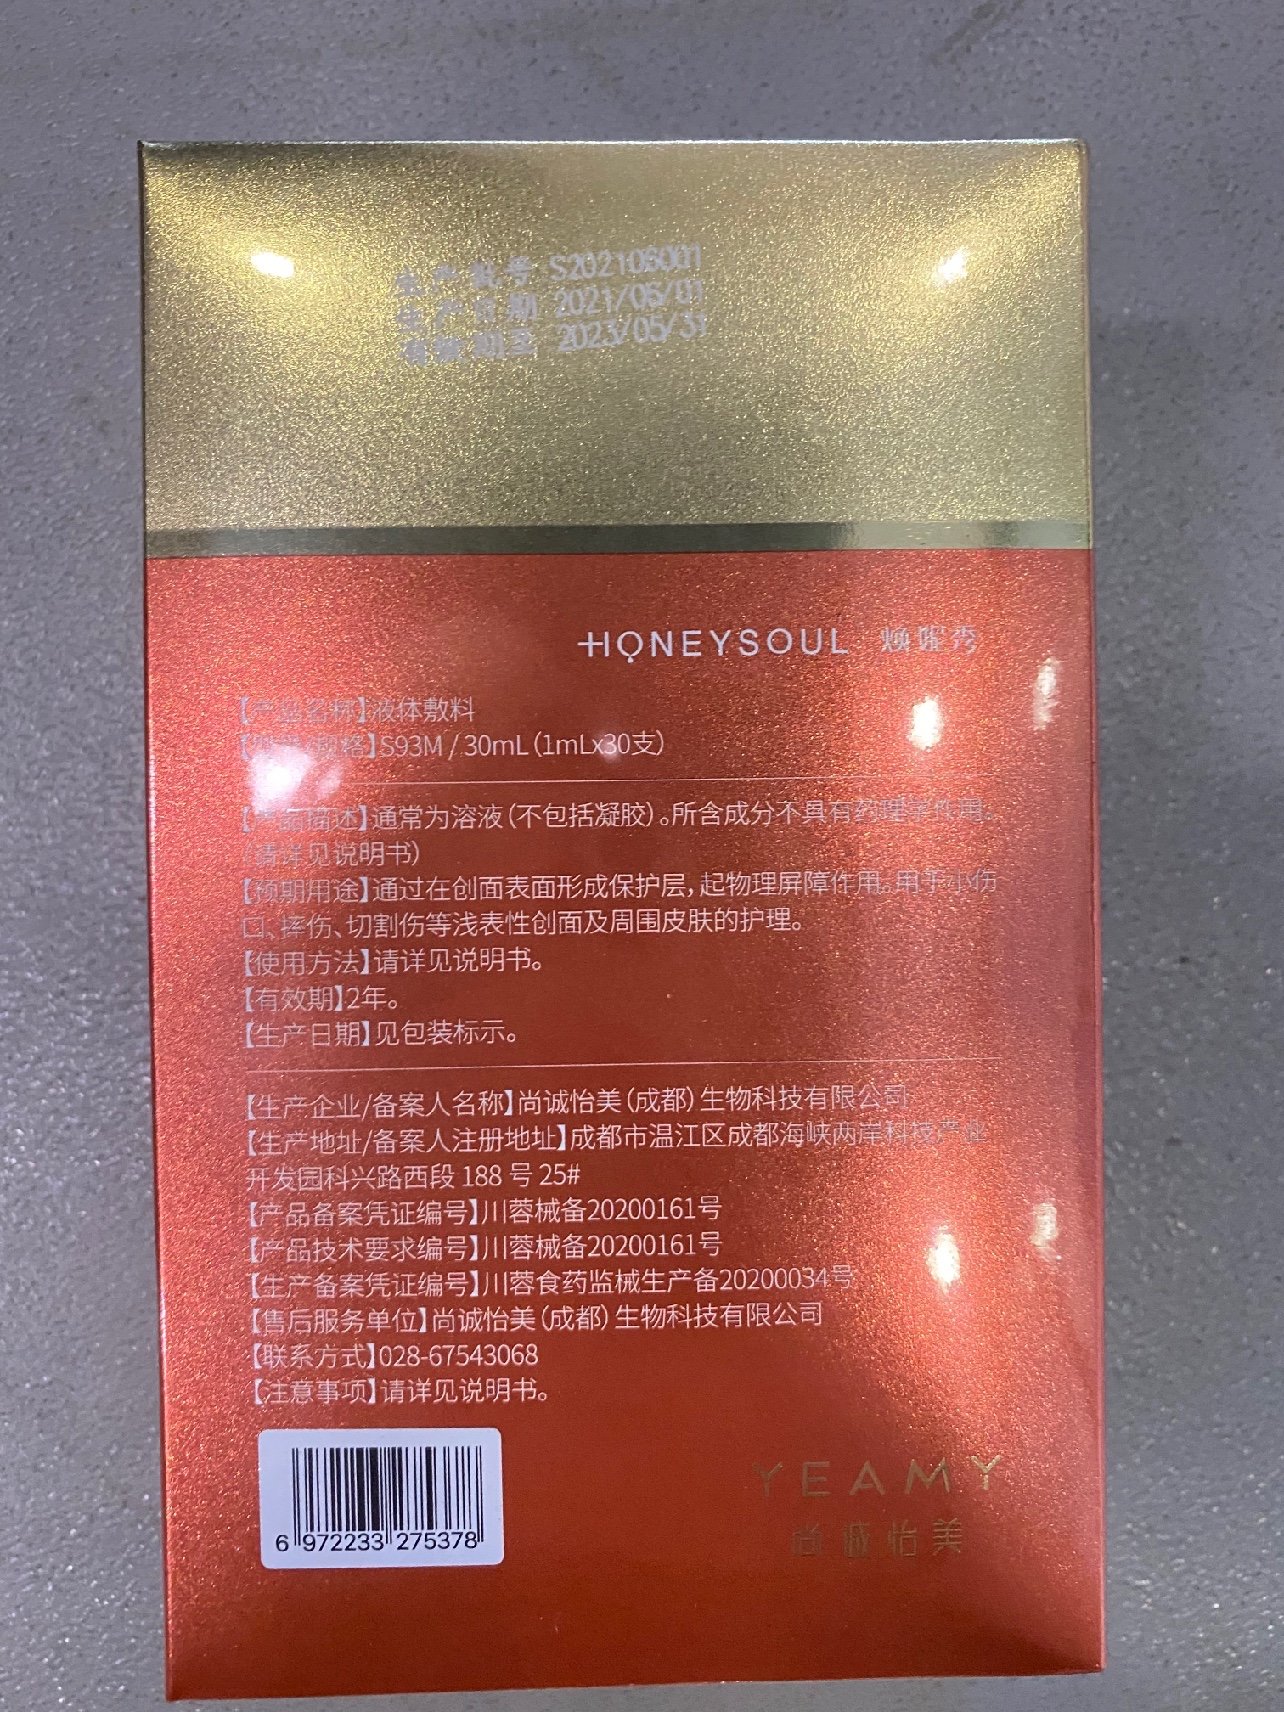 生产批号 S202106001
生产日期 2021/06/01
有效期至 2023/05/31
HONEYSOUL 焕妮秀
【产品名称】液体敷料
【型号/规格】S93M / 30mL (1mLx30支)
【产品描述】通常为溶液(不包括凝胶)。所含成分不具有药理学作用。
(请详见说明书)
【预期用途】通过在创面表面形成保护层,起物理屏障作用。用于小伤
口、擦伤、切割伤等浅表性创面及周围皮肤的护理。
【使用方法】请详见说明书。
【有效期】2年。
【生产日期】见包装标示。
【生产企业/备案人名称】尚诚怡美(成都)生物科技有限公司
【生产地址/备案人注册地址】成都市温江区成都海峡两岸科技产业
开发园科兴路西段 188 号 25#
【产品备案凭证编号】川蓉械备20200161号
【产品技术要求编号】川蓉械备20200161号
【生产备案凭证编号】川蓉食药监械生产备20200034号
【售后服务单位】尚诚怡美(成都)生物科技有限公司
【联系方式】028-67543068
【注意事项】请详见说明书。
6 972233 275378
YEAMY
尚诚怡美